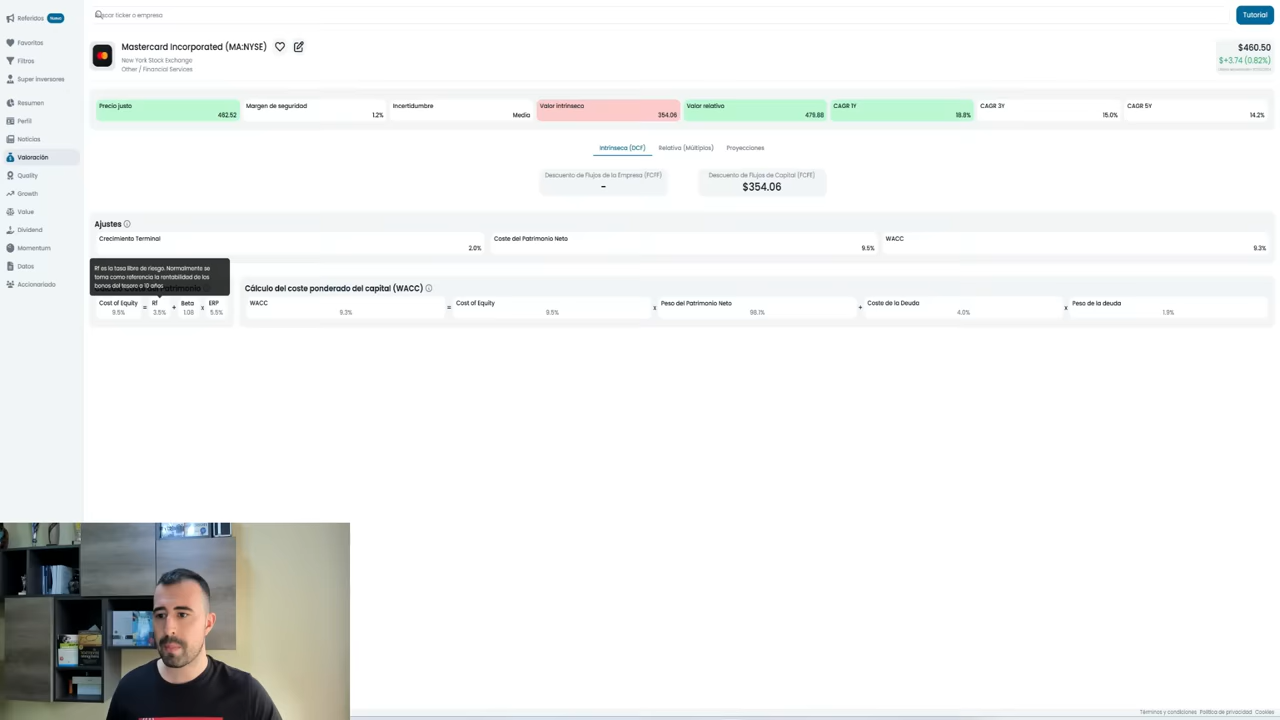 Referidos
Nuevo
Buscar ticker o empresa
Tutorial
Favoritas
Filtros
Super inversores
Resumen
Perfil
Noticias
Valoración
Quality
Growth
Value
Dividend
Momentum
Datos
Accionariado
Mastercard Incorporated (MA:NYSE)
New York Stock Exchange
Other / Financial Services
$460.50
$+3.74 (0.82%)
Precio justo
482.52
Margen de seguridad
1.2%
Incertidumbre
Media
Valor intrínseco
354.06
Valor relativo
479.88
CAGR 1Y
18.8%
CAGR 3Y
15.0%
CAGR 5Y
14.2%
Intrínseca (DCF)
Relativa (Múltiplos)
Proyecciones
Descuento de Flujos de la Empresa (FCFF)
-
Descuento de Flujos de Capital (FCFE)
$354.06
Ajustes
Crecimiento Terminal
2.0%
Coste del Patrimonio Neto
9.5%
WACC
9.3%
Rf es la tasa libre de riesgo. Normalmente se
toma como referencia la rentabilidad de los
bonos del tesoro a 10 años
Cost of Equity
9.5%
=
Rf
3.5%
+
Beta
1.08
x
ERP
5.5%
Cálculo del coste ponderado del capital (WACC)
WACC
9.3%
=
Cost of Equity
9.5%
x
Peso del Patrimonio Neto
98.1%
+
Coste de la Deuda
4.0%
x
Peso de la deuda
1.9%
Términos y condiciones Política de privacidad Cookies